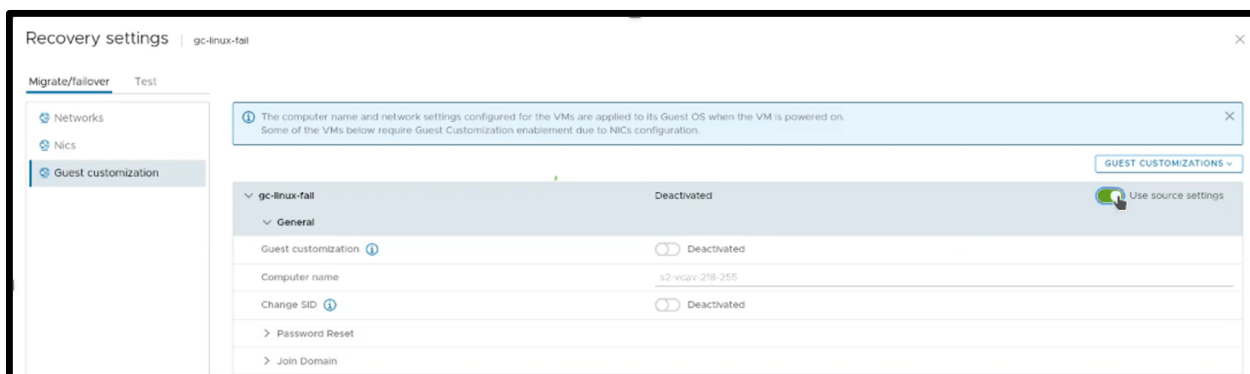 Recovery settings | gc-linux-fail
Migrate/failover Test
Networks
Nics
Guest customization
The computer name and network settings configured for the VMs are applied to its Guest OS when the VM is powered on.
Some of the VMs below require Guest Customization enablement due to NICs configuration.
GUEST CUSTOMIZATIONS
gc-linux-fail Deactivated Use source settings
General
Guest customization Deactivated
Computer name s2-vcav-218-255
Change SID Deactivated
Password Reset
Join Domain